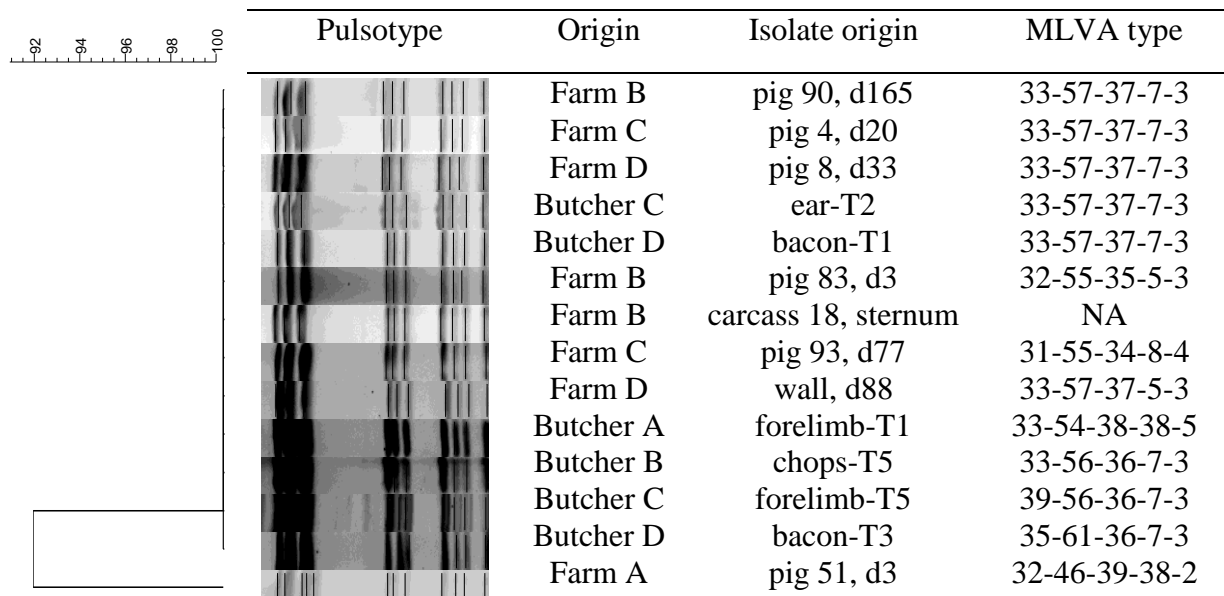 92 94 96 98 100
Pulsotype Origin Isolate origin MLVA type
Farm B pig 90, d165 33-57-37-7-3
Farm C pig 4, d20 33-57-37-7-3
Farm D pig 8, d33 33-57-37-7-3
Butcher C ear-T2 33-57-37-7-3
Butcher D bacon-T1 33-57-37-7-3
Farm B pig 83, d3 32-55-35-5-3
Farm B carcass 18, sternum NA
Farm C pig 93, d77 31-55-34-8-4
Farm D wall, d88 33-57-37-5-3
Butcher A forelimb-T1 33-54-38-38-5
Butcher B chops-T5 33-56-36-7-3
Butcher C forelimb-T5 39-56-36-7-3
Butcher D bacon-T3 35-61-36-7-3
Farm A pig 51, d3 32-46-39-38-2